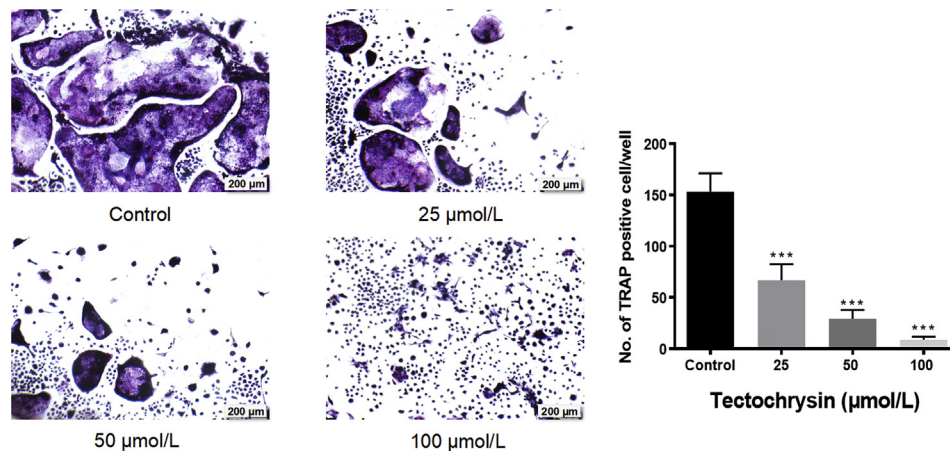 200 µm
200 µm
Control
25 µmol/L
200 µm
200 µm
50 µmol/L
100 µmol/L
No. of TRAP positive cell/well
200
150
100
50
0
***
***
***
Control
25
50
100
Tectochrysin (µmol/L)